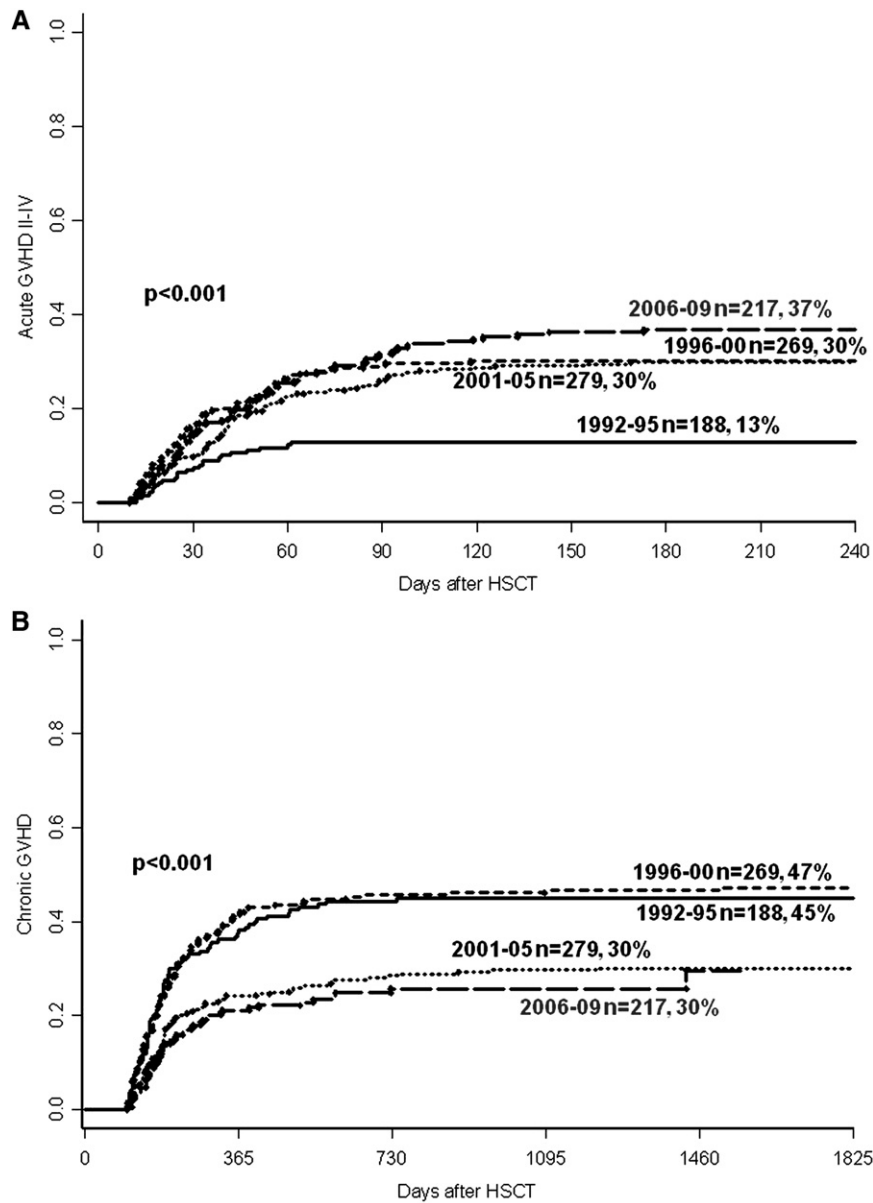 A
Acute GVHD II-IV
1.0
0.8
0.6
0.4
0.2
0.0
p<0.001
2006-09 n=217, 37%
1996-00 n=269, 30%
2001-05 n=279, 30%
1992-95 n=188, 13%
0 30 60 90 120 150 180 210 240
Days after HSCT
B
Chronic GVHD
1.0
0.8
0.6
0.4
0.2
0.0
p<0.001
1996-00 n=269, 47%
1992-95 n=188, 45%
2001-05 n=279, 30%
2006-09 n=217, 30%
0 365 730 1095 1460 1825
Days after HSCT